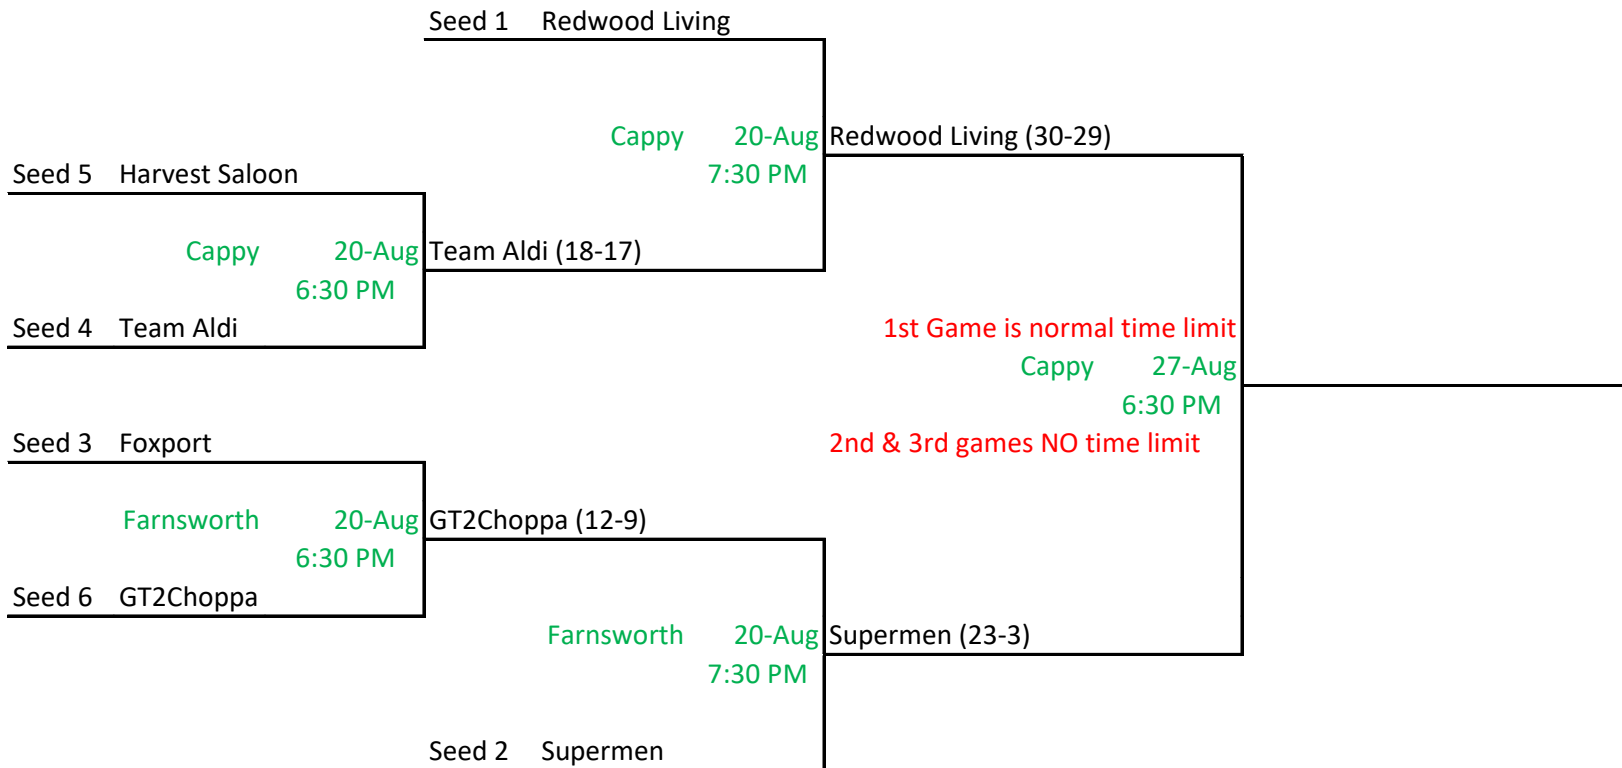 Seed 1 Redwood Living
Cappy 20-Aug Redwood Living (30-29)
Seed 5 Harvest Saloon
7:30 PM
Cappy 20-Aug Team Aldi (18-17)
6:30 PM
Seed 4 Team Aldi
1st Game is normal time limit
Cappy 27-Aug
6:30 PM
Seed 3 Foxport
2nd & 3rd games NO time limit
Farnsworth 20-Aug GT2Choppa (12-9)
6:30 PM
Seed 6 GT2Choppa
Farnsworth 20-Aug Supermen (23-3)
7:30 PM
Seed 2 Supermen